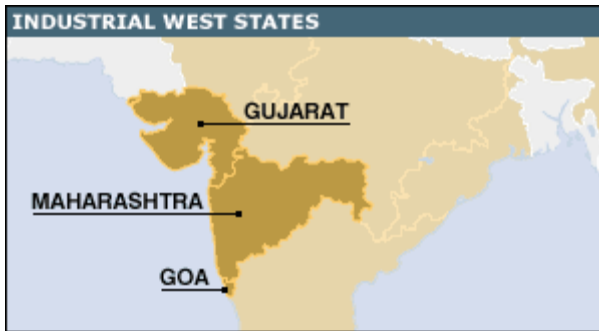 INDUSTRIAL WEST STATES
GUJARAT
MAHARASHTRA
GOA